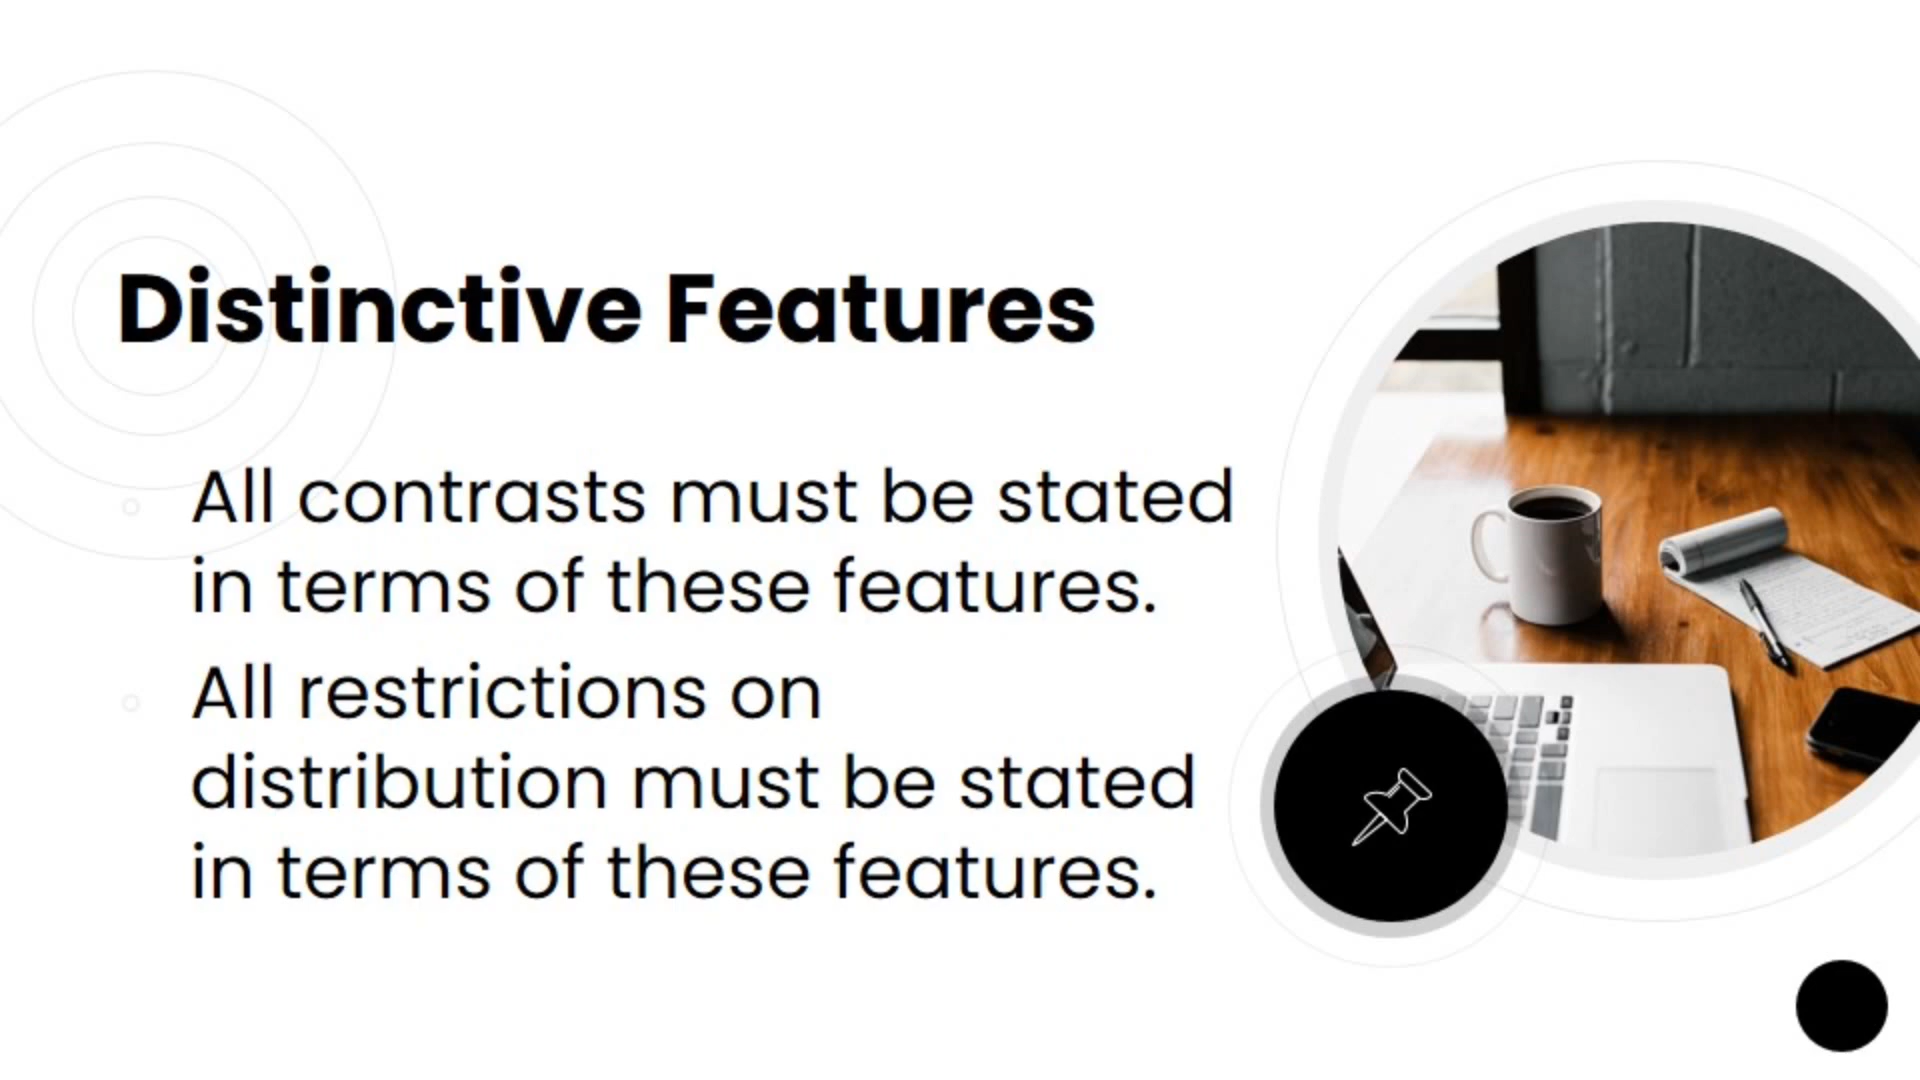 Distinctive Features
All contrasts must be stated
in terms of these features.
All restrictions on
distribution must be stated
in terms of these features.